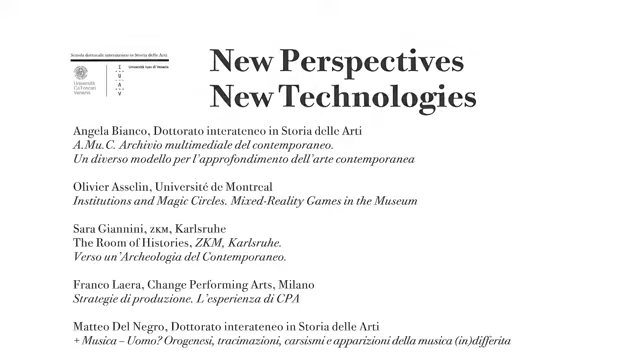 Scuola dottorale interateneo in Storia delle Arti
Università
Ca'Foscari
Venezia
I
U
A
V
Università Iuav di Venezia
New Perspectives
New Technologies
Angela Bianco, Dottorato interateneo in Storia delle Arti
A.Mu.C. Archivio multimediale del contemporaneo.
Un diverso modello per l'approfondimento dell'arte contemporanea
Olivier Asselin, Université de Montreal
Institutions and Magic Circles. Mixed-Reality Games in the Museum
Sara Giannini, ZKM, Karlsruhe
The Room of Histories, ZKM, Karlsruhe.
Verso un'Archeologia del Contemporaneo.
Franco Laera, Change Performing Arts, Milano
Strategie di produzione. L'esperienza di CPA
Matteo Del Negro, Dottorato interateneo in Storia delle Arti
+ Musica – Uomo? Orogenesi, tracimazioni, carsismi e apparizioni della musica (in)differita